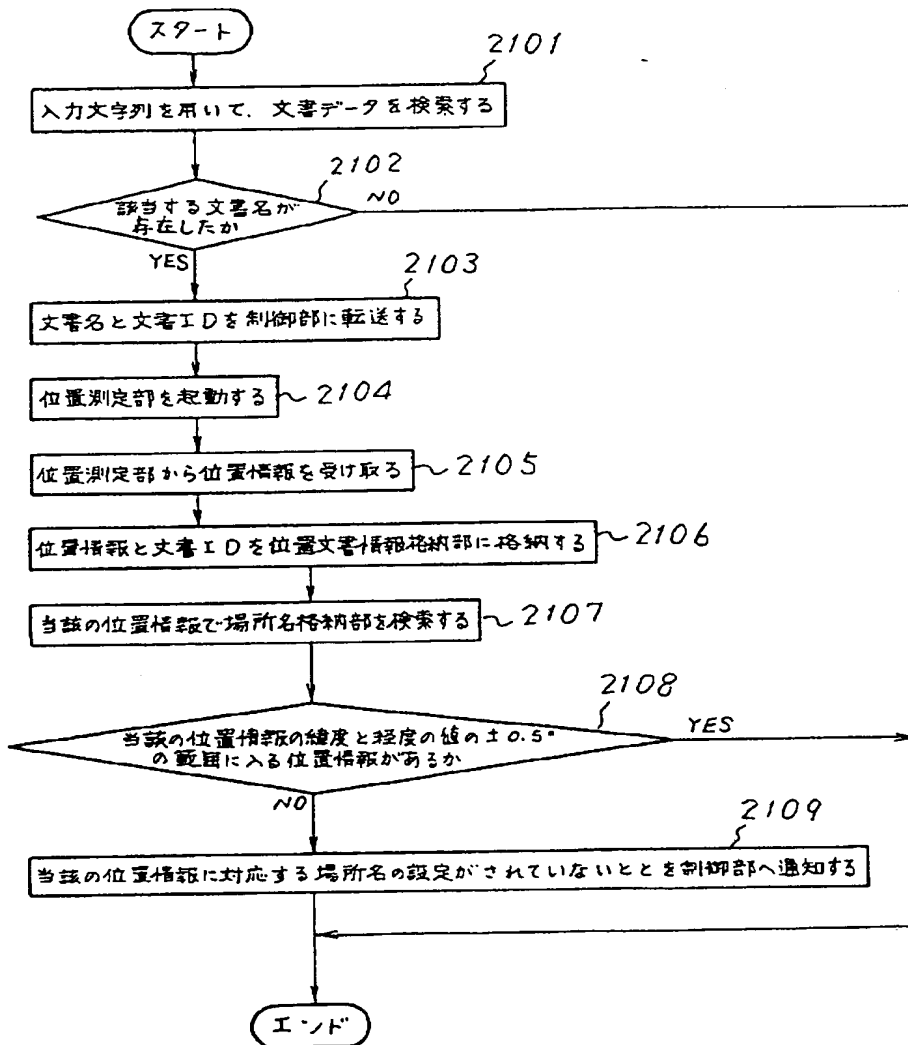 スタート
2101
入力文字列を用いて、文書データを検索する
2102
該当する文書名が
存在したか
NO
YES
2103
文書名と文書IDを制御部に転送する
位置測定部を起動する 2104
位置測定部から位置情報を受け取る 2105
位置情報と文書IDを位置文書情報格納部に格納する 2106
当該の位置情報で場所名格納部を検索する 2107
2108
当該の位置情報の緯度と経度の値の±0.5°
の範囲に入る位置情報があるか
YES
NO
2109
当該の位置情報に対応する場所名の設定がされていないととを制御部へ通知する
エンド